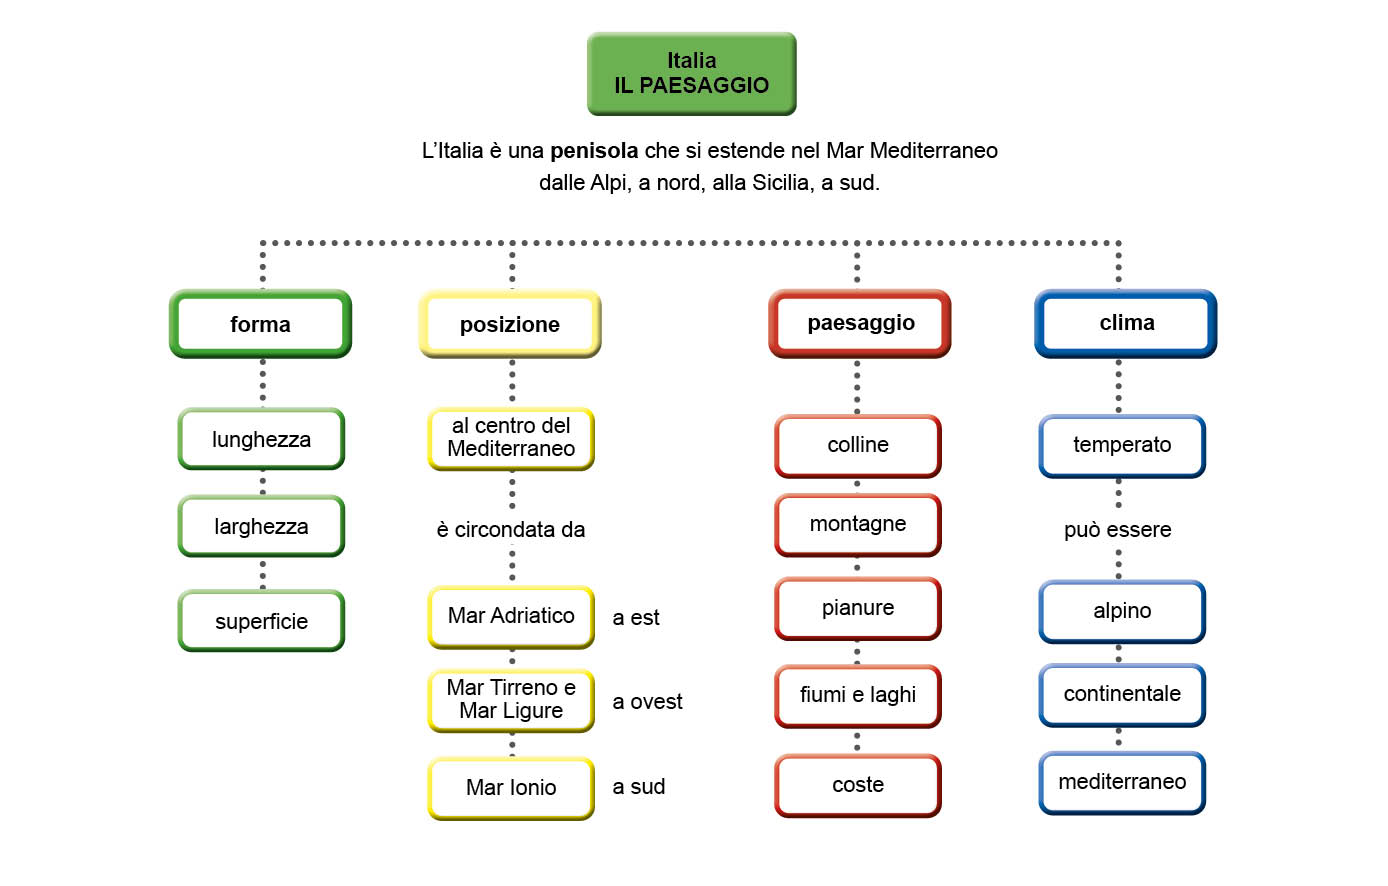 Italia
IL PAESAGGIO
L’Italia è una penisola che si estende nel Mar Mediterraneo
dalle Alpi, a nord, alla Sicilia, a sud.
forma
lunghezza
larghezza
superficie
posizione
al centro del
Mediterraneo
è circondata da
Mar Adriatico
a est
Mar Tirreno e
Mar Ligure
a ovest
Mar Ionio
a sud
paesaggio
colline
montagne
pianure
fiumi e laghi
coste
clima
temperato
può essere
alpino
continentale
mediterraneo